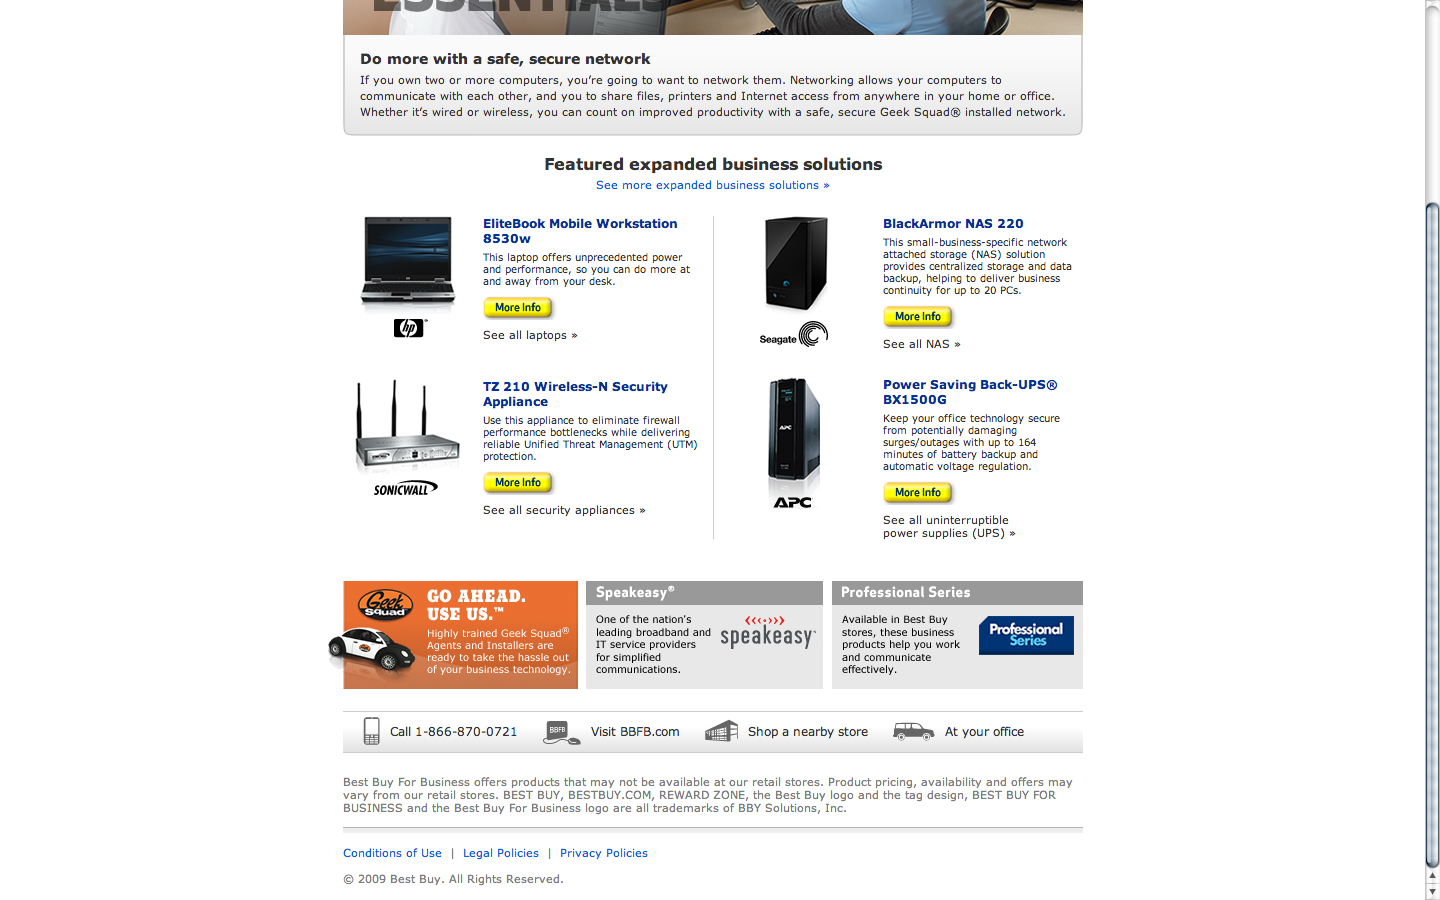 ESSENTIALS
Do more with a safe, secure network
If you own two or more computers, you’re going to want to network them. Networking allows your computers to
communicate with each other, and you to share files, printers and Internet access from anywhere in your home or office.
Whether it’s wired or wireless, you can count on improved productivity with a safe, secure Geek Squad® installed network.
Featured expanded business solutions
See more expanded business solutions »
EliteBook Mobile Workstation
8530w
This laptop offers unprecedented power
and performance, so you can do more at
and away from your desk.
More Info
See all laptops »
hp
BlackArmor NAS 220
This small-business-specific network
attached storage (NAS) solution
provides centralized storage and data
backup, helping to deliver business
continuity for up to 20 PCs.
More Info
See all NAS »
Seagate
TZ 210 Wireless-N Security
Appliance
Use this appliance to eliminate firewall
performance bottlenecks while delivering
reliable Unified Threat Management (UTM)
protection.
More Info
See all security appliances »
SONICWALL
Power Saving Back-UPS®
BX1500G
Keep your office technology secure
from potentially damaging
surges/outages with up to 164
minutes of battery backup and
automatic voltage regulation.
More Info
See all uninterruptible
power supplies (UPS) »
APC
APC
Geek
Squad
GO AHEAD.
USE US.™
Highly trained Geek Squad®
Agents and Installers are
ready to take the hassle out
of your business technology.
Speakeasy®
One of the nation's
leading broadband and
IT service providers
for simplified
communications.
speakeasy
Professional Series
Available in Best Buy
stores, these business
products help you work
and communicate
effectively.
Professional
Series
Call 1-866-870-0721
BBFB
Visit BBFB.com
Shop a nearby store
At your office
Best Buy For Business offers products that may not be available at our retail stores. Product pricing, availability and offers may
vary from our retail stores. BEST BUY, BESTBUY.COM, REWARD ZONE, the Best Buy logo and the tag design, BEST BUY FOR
BUSINESS and the Best Buy For Business logo are all trademarks of BBY Solutions, Inc.
Conditions of Use | Legal Policies | Privacy Policies
© 2009 Best Buy. All Rights Reserved.